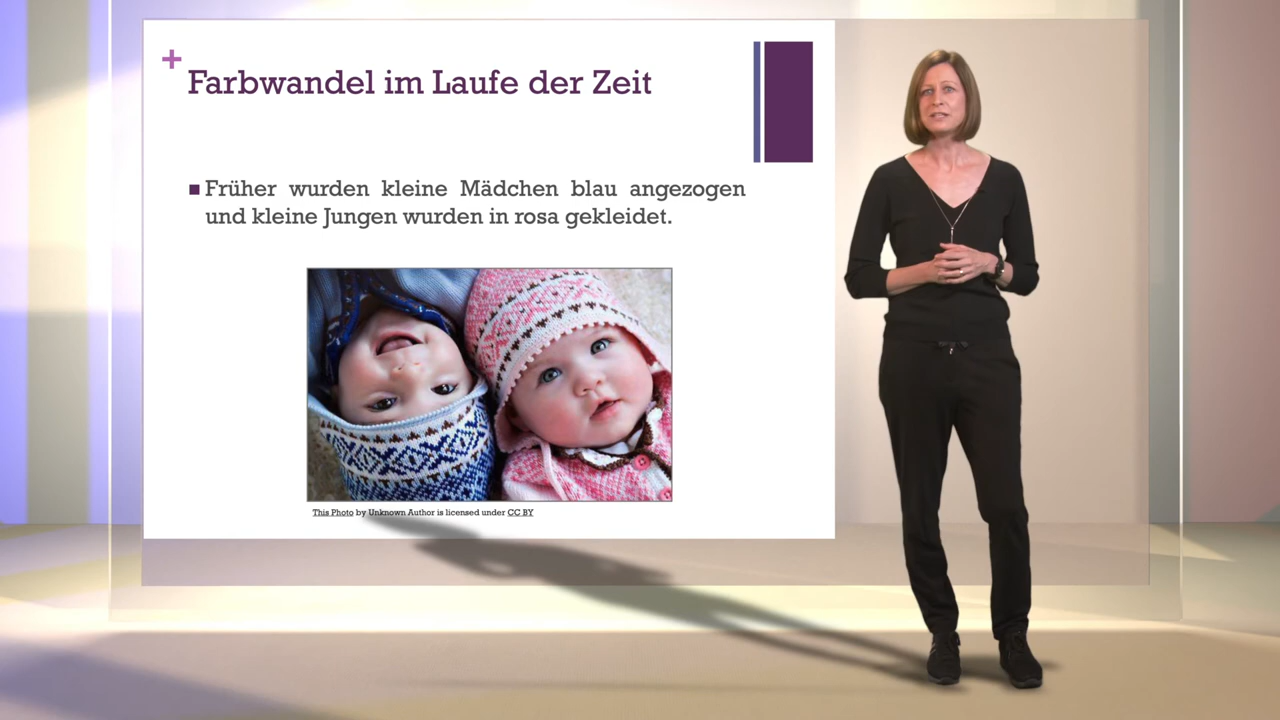 Farbwandel im Laufe der Zeit
Früher wurden kleine Mädchen blau angezogen
und kleine Jungen wurden in rosa gekleidet.
This Photo by Unknown Author is licensed under CC BY